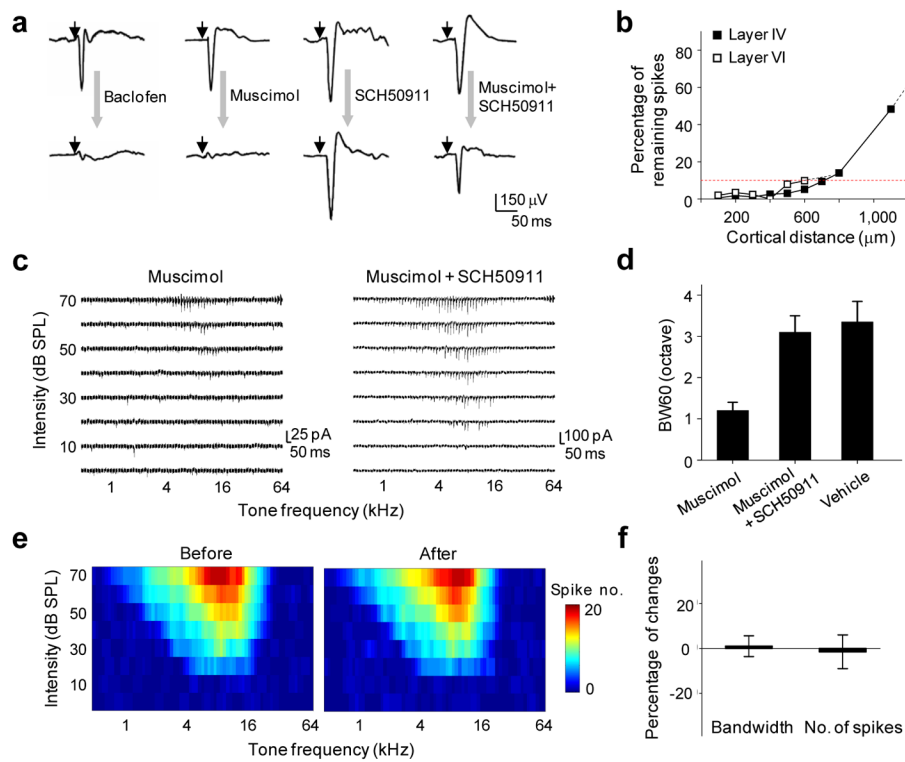 a
Baclofen
Muscimol
SCH50911
Muscimol+
SCH50911
150 μV
50 ms
b
Layer IV
Layer VI
Percentage of
remaining spikes
60
40
20
10
0
200
600
1,000
Cortical distance (μm)
c
Muscimol
Muscimol + SCH50911
Intensity (dB SPL)
70
50
30
10
25 pA
50 ms
100 pA
50 ms
1
4
16
64
1
4
16
64
Tone frequency (kHz)
d
BW60 (octave)
4
3
2
1
0
Muscimol
Muscimol
+SCH50911
Vehicle
e
Before
After
Intensity (dB SPL)
70
50
30
10
Spike no.
20
0
1
4
16
64
1
4
16
64
Tone frequency (kHz)
f
Percentage of changes
20
0
-20
Bandwidth
No. of spikes